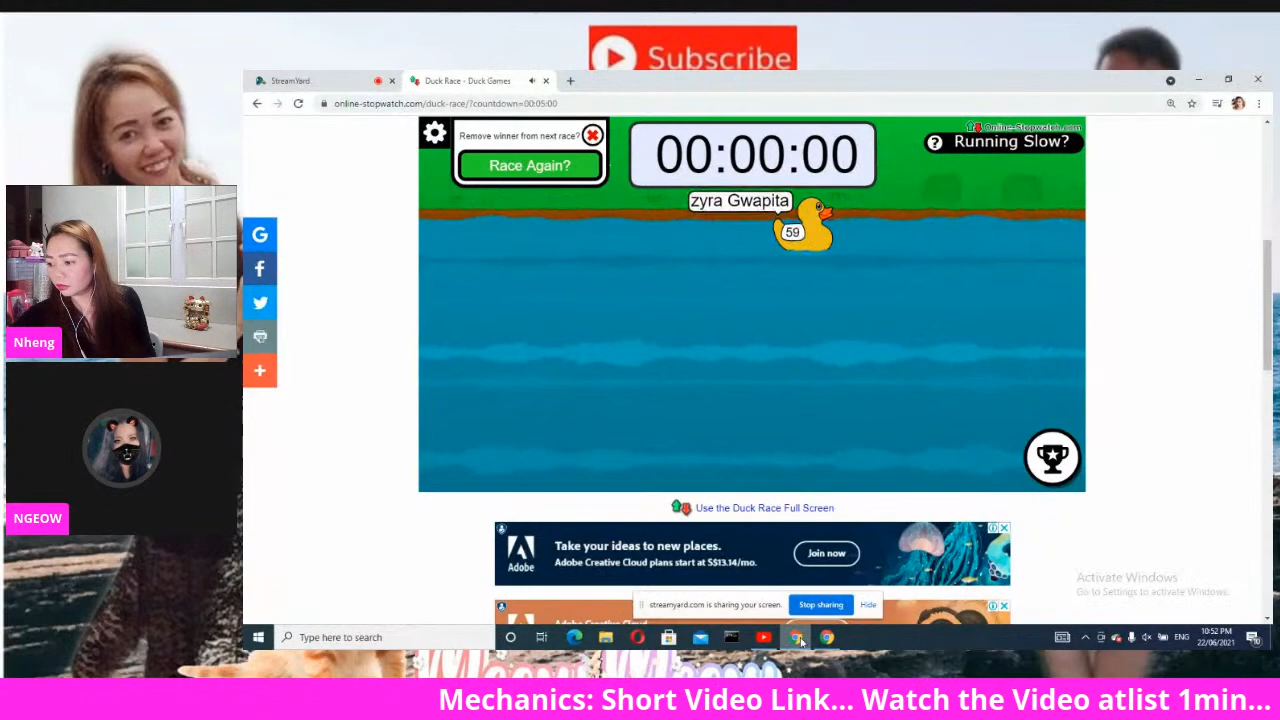 Subscribe
StreamYard
Duck Race - Duck Games
online-stopwatch.com/duck-race/?countdown=00:05:00
Remove winner from next race?
Race Again?
00:00:00
Online-Stopwatch.com
? Running Slow?
zyra Gwapita
59
Nheng
NGEOW
Use the Duck Race Full Screen
Adobe
Take your ideas to new places.
Adobe Creative Cloud plans start at S$13.14/mo.
Join now
Activate Windows
Go to Settings to activate Windows.
streamyard.com is sharing your screen.
Stop sharing
Hide
Type here to search
ENG
10:52 PM
22/06/2021
Mechanics: Short Video Link... Watch the Video atlist 1min...